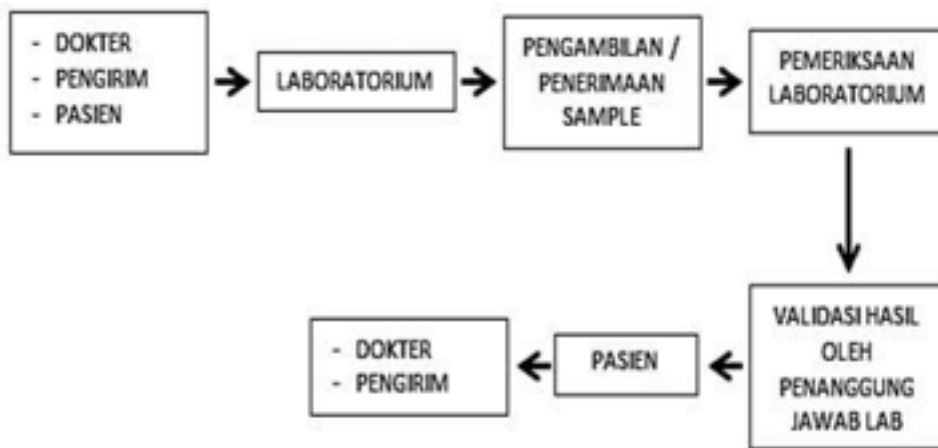 - DOKTER
- PENGIRIM
- PASIEN
LABORATORIUM
PENGAMBILAN /
PENERIMAAN
SAMPLE
PEMERIKSAAN
LABORATORIUM
VALIDASI HASIL
OLEH
PENANGGUNG
JAWAB LAB
PASIEN
- DOKTER
- PENGIRIM